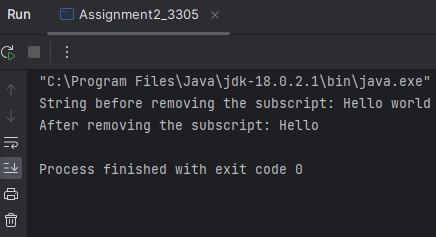 Run Assignment2_3305
"C:\Program Files\Java\jdk-18.0.2.1\bin\java.exe"
String before removing the subscript: Hello world
After removing the subscript: Hello
Process finished with exit code 0